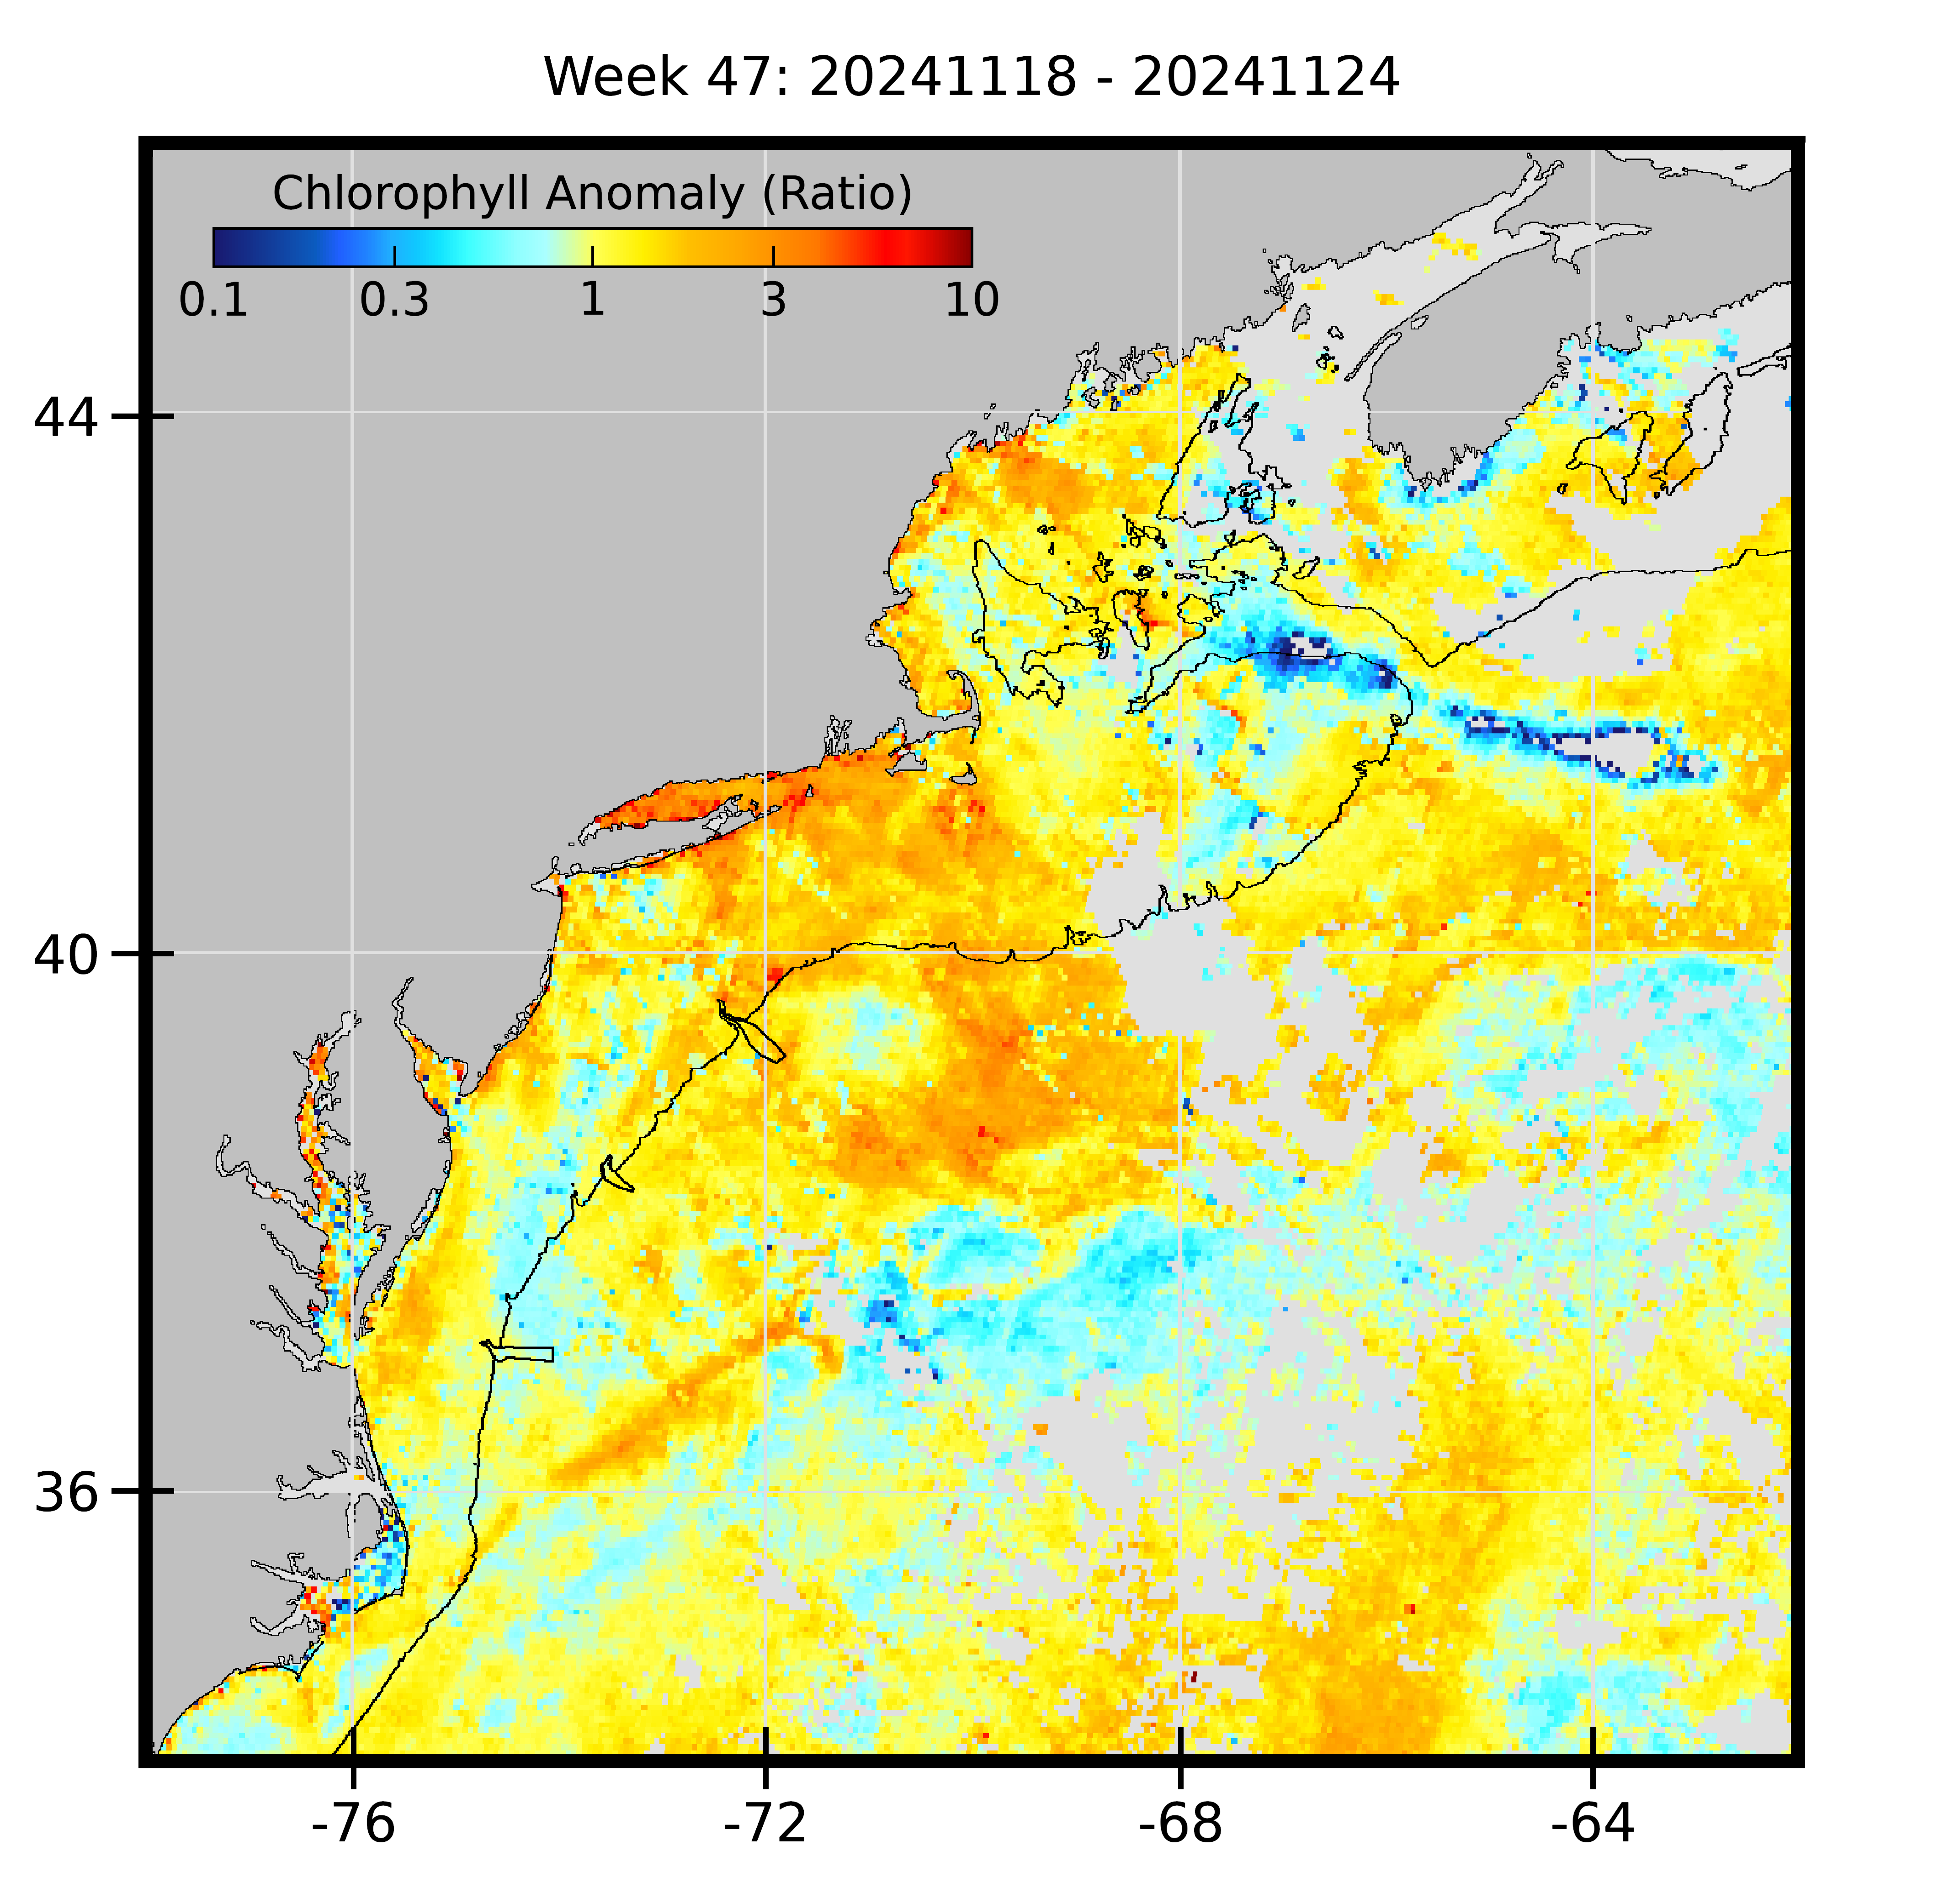 Week 47: 20241118 - 20241124
Chlorophyll Anomaly (Ratio)
0.1 0.3 1 3 10
44
40
36
-76 -72 -68 -64